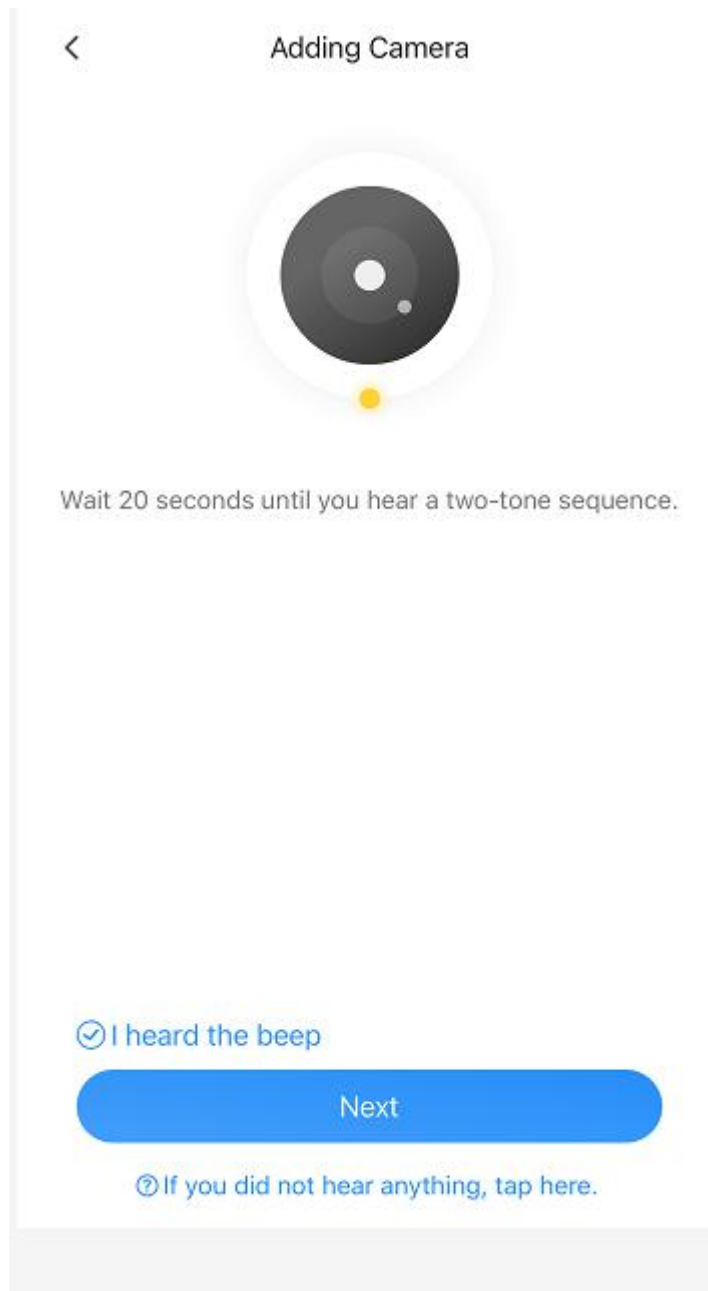 Adding Camera
Wait 20 seconds until you hear a two-tone sequence.
I heard the beep
Next
If you did not hear anything, tap here.